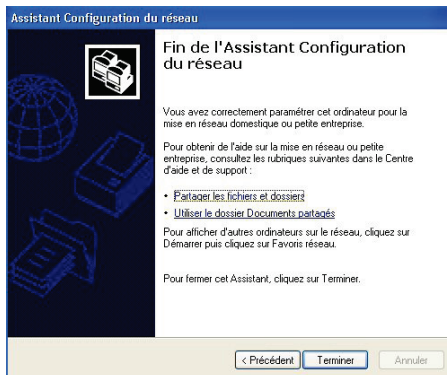 Assistant Configuration du réseau
Fin de l'Assistant Configuration
du réseau
Vous avez correctement paramétré cet ordinateur pour la
mise en réseau domestique ou petite entreprise.
Pour obtenir de l'aide sur la mise en réseau ou petite
entreprise, consultez les rubriques suivantes dans le Centre
d'aide et de support :
• Partager les fichiers et dossiers
• Utiliser le dossier Documents partagés
Pour afficher d'autres ordinateurs sur le réseau, cliquez sur
Démarrer puis cliquez sur Favoris réseau.
Pour fermer cet Assistant, cliquez sur Terminer.
< Précédent Terminer Annuler